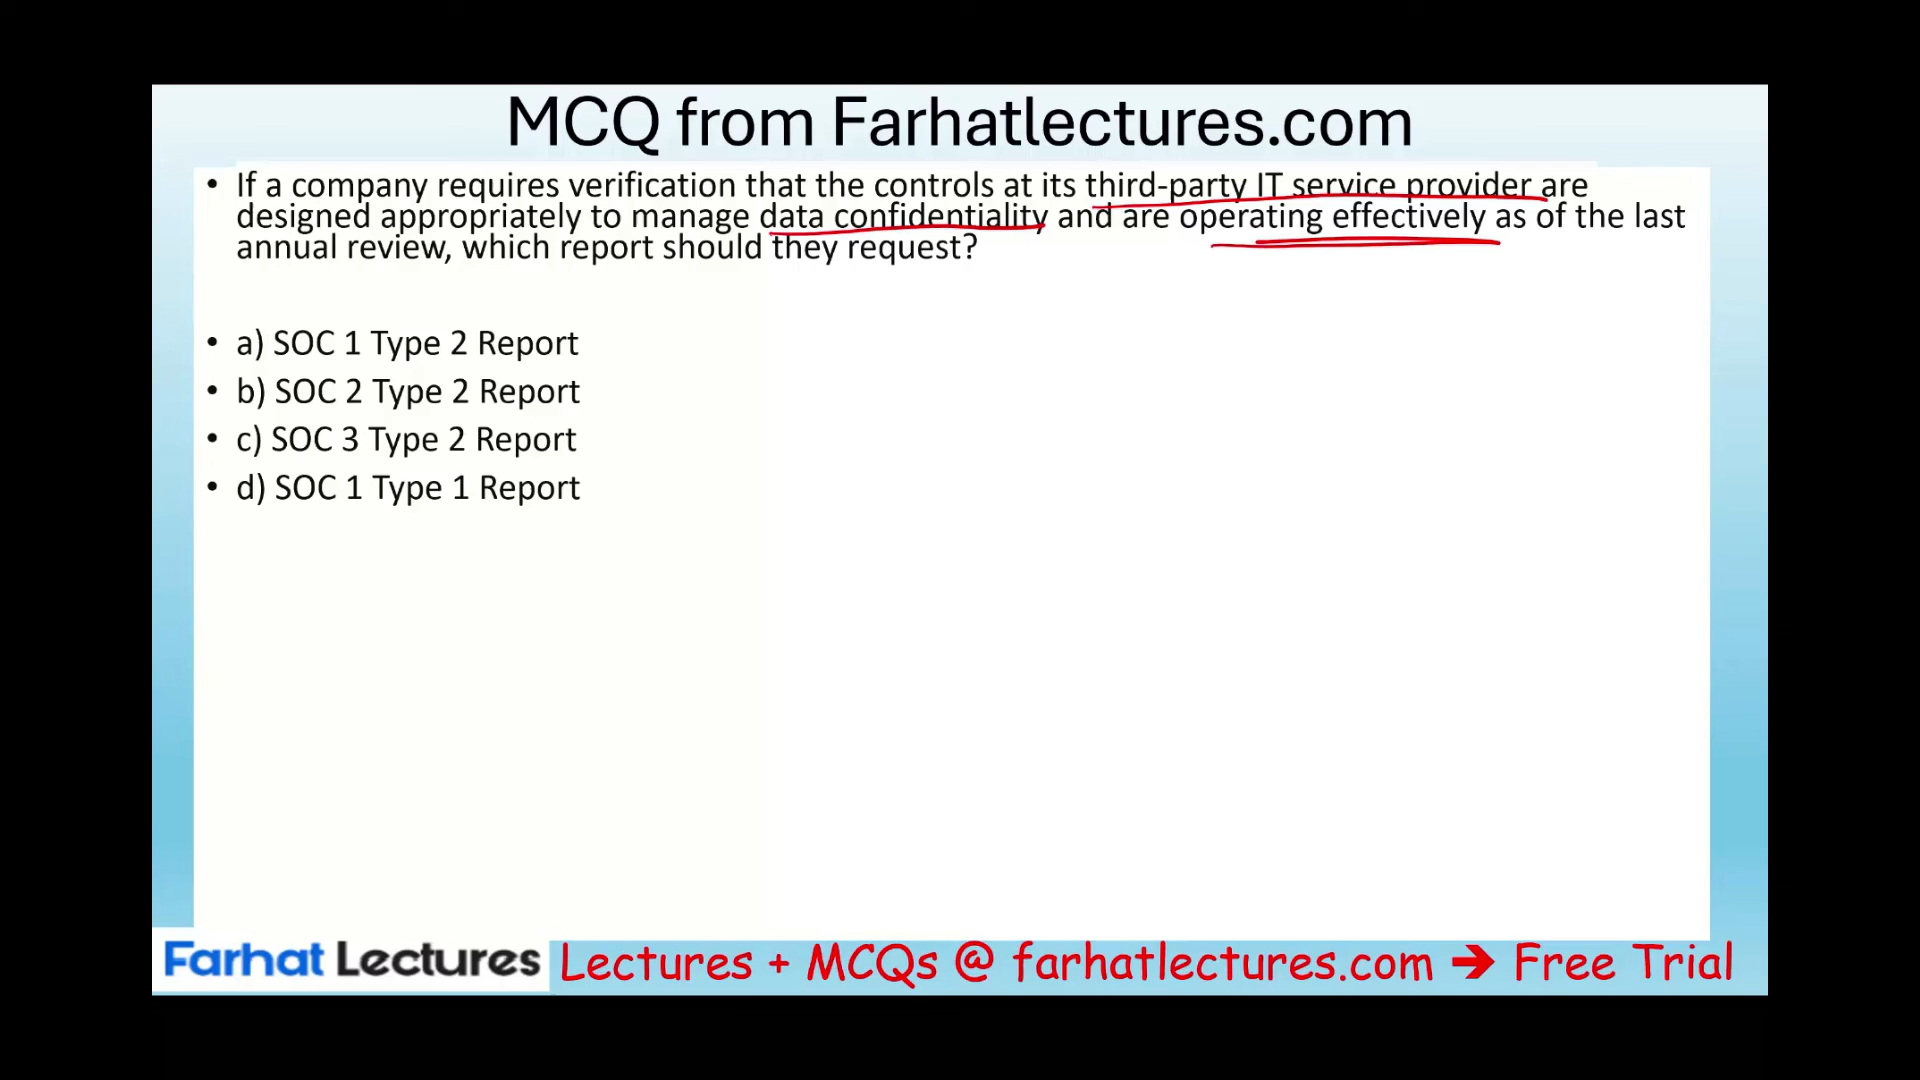 MCQ from Farhatlectures.com
• If a company requires verification that the controls at its third-party IT service provider are
designed appropriately to manage data confidentiality and are operating effectively as of the last
annual review, which report should they request?
• a) SOC 1 Type 2 Report
• b) SOC 2 Type 2 Report
• c) SOC 3 Type 2 Report
• d) SOC 1 Type 1 Report
Farhat Lectures Lectures + MCQs @ farhatlectures.com ➔ Free Trial